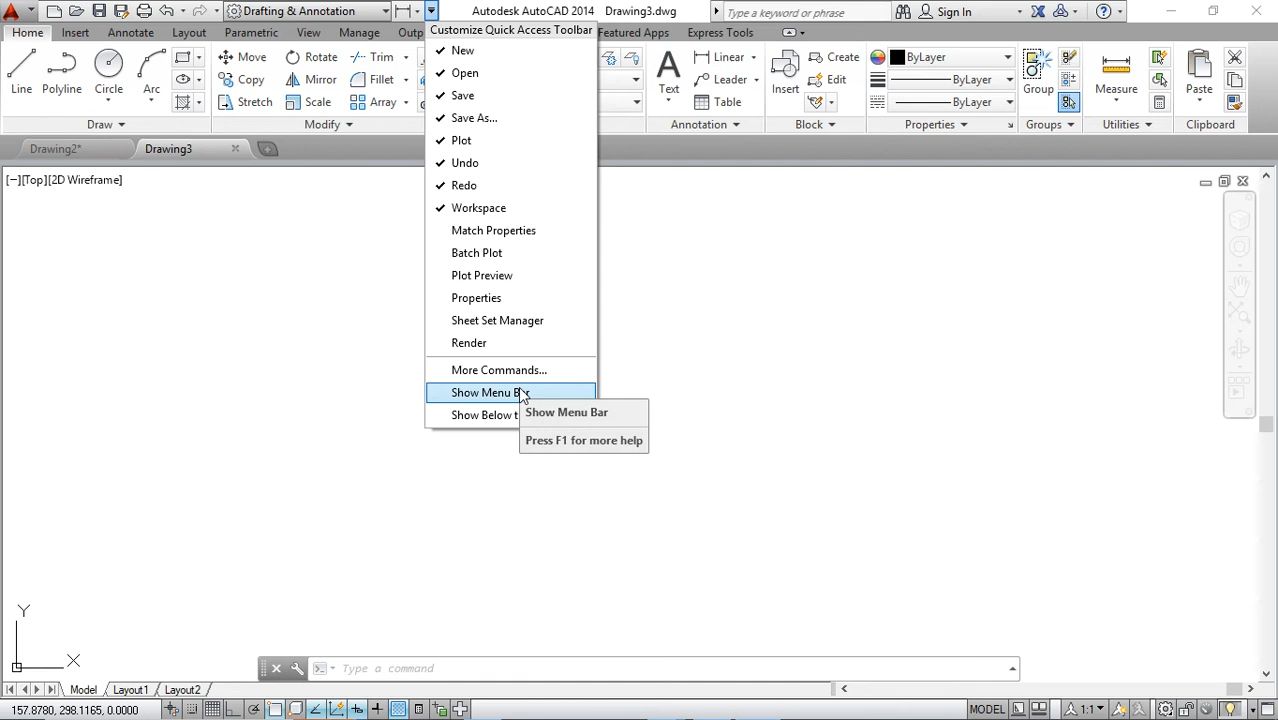 Drafting & Annotation
Autodesk AutoCAD 2014 Drawing3.dwg
Type a keyword or phrase
Sign In
Home Insert Annotate Layout Parametric View Manage Featured Apps Express Tools
Customize Quick Access Toolbar
New
Open
Save
Save As...
Plot
Undo
Redo
Workspace
Match Properties
Batch Plot
Plot Preview
Properties
Sheet Set Manager
Render
More Commands...
Show Menu Bar
Show Below
Show Menu Bar
Press F1 for more help
Line Polyline Circle Arc
Move Rotate Trim
Copy Mirror Fillet
Stretch Scale Array
Draw Modify
Text
Linear
Leader
Table
Annotation
Insert
Create
Edit
Block
ByLayer
ByLayer
ByLayer
Properties
Group
Groups
Measure
Utilities
Paste
Clipboard
Drawing2* Drawing3
[−][Top][2D Wireframe]
Y
X
Type a command
Model Layout1 Layout2
157.8780, 298.1165, 0.0000
MODEL
1:1